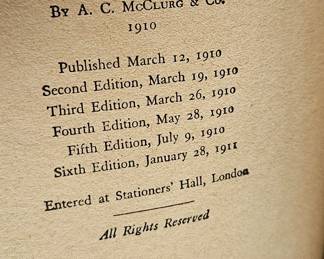 By A. C. McClurg & Co.
1910
Published March 12, 1910
Second Edition, March 19, 1910
Third Edition, March 26, 1910
Fourth Edition, May 28, 1910
Fifth Edition, July 9, 1910
Sixth Edition, January 28, 1911
Entered at Stationers' Hall, London
All Rights Reserved